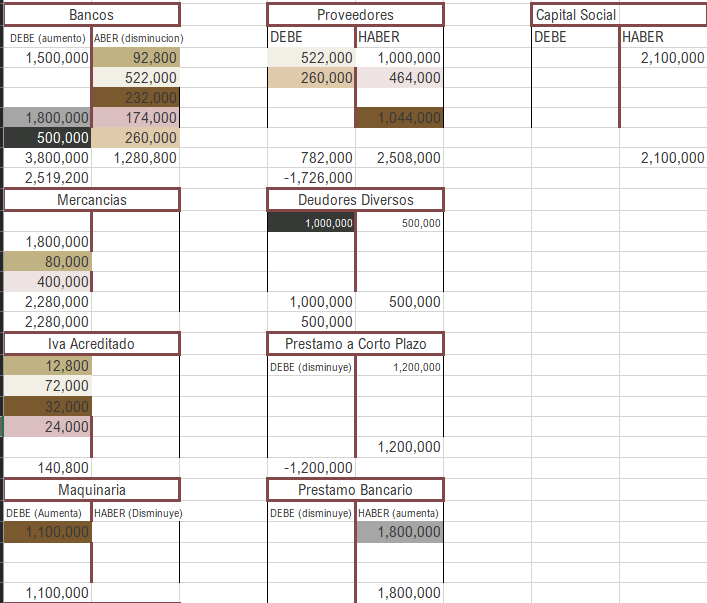 Bancos Proveedores Capital Social
DEBE (aumento) ABER (disminucion) DEBE HABER DEBE HABER
1,500,000 92,800 522,000 1,000,000 2,100,000
522,000 260,000 464,000
232,000
1,800,000 174,000 1,044,000
500,000 260,000
3,800,000 1,280,800 782,000 2,508,000 2,100,000
2,519,200 -1,726,000
Mercancias Deudores Diversos
1,000,000 500,000
1,800,000
80,000
400,000
2,280,000 1,000,000 500,000
2,280,000 500,000
Iva Acreditado Prestamo a Corto Plazo
12,800 DEBE (disminuye) 1,200,000
72,000
32,000
24,000
1,200,000
140,800 -1,200,000
Maquinaria Prestamo Bancario
DEBE (Aumenta) HABER (Disminuye) DEBE (disminuye) HABER (aumenta)
1,100,000 1,800,000
1,100,000 1,800,000